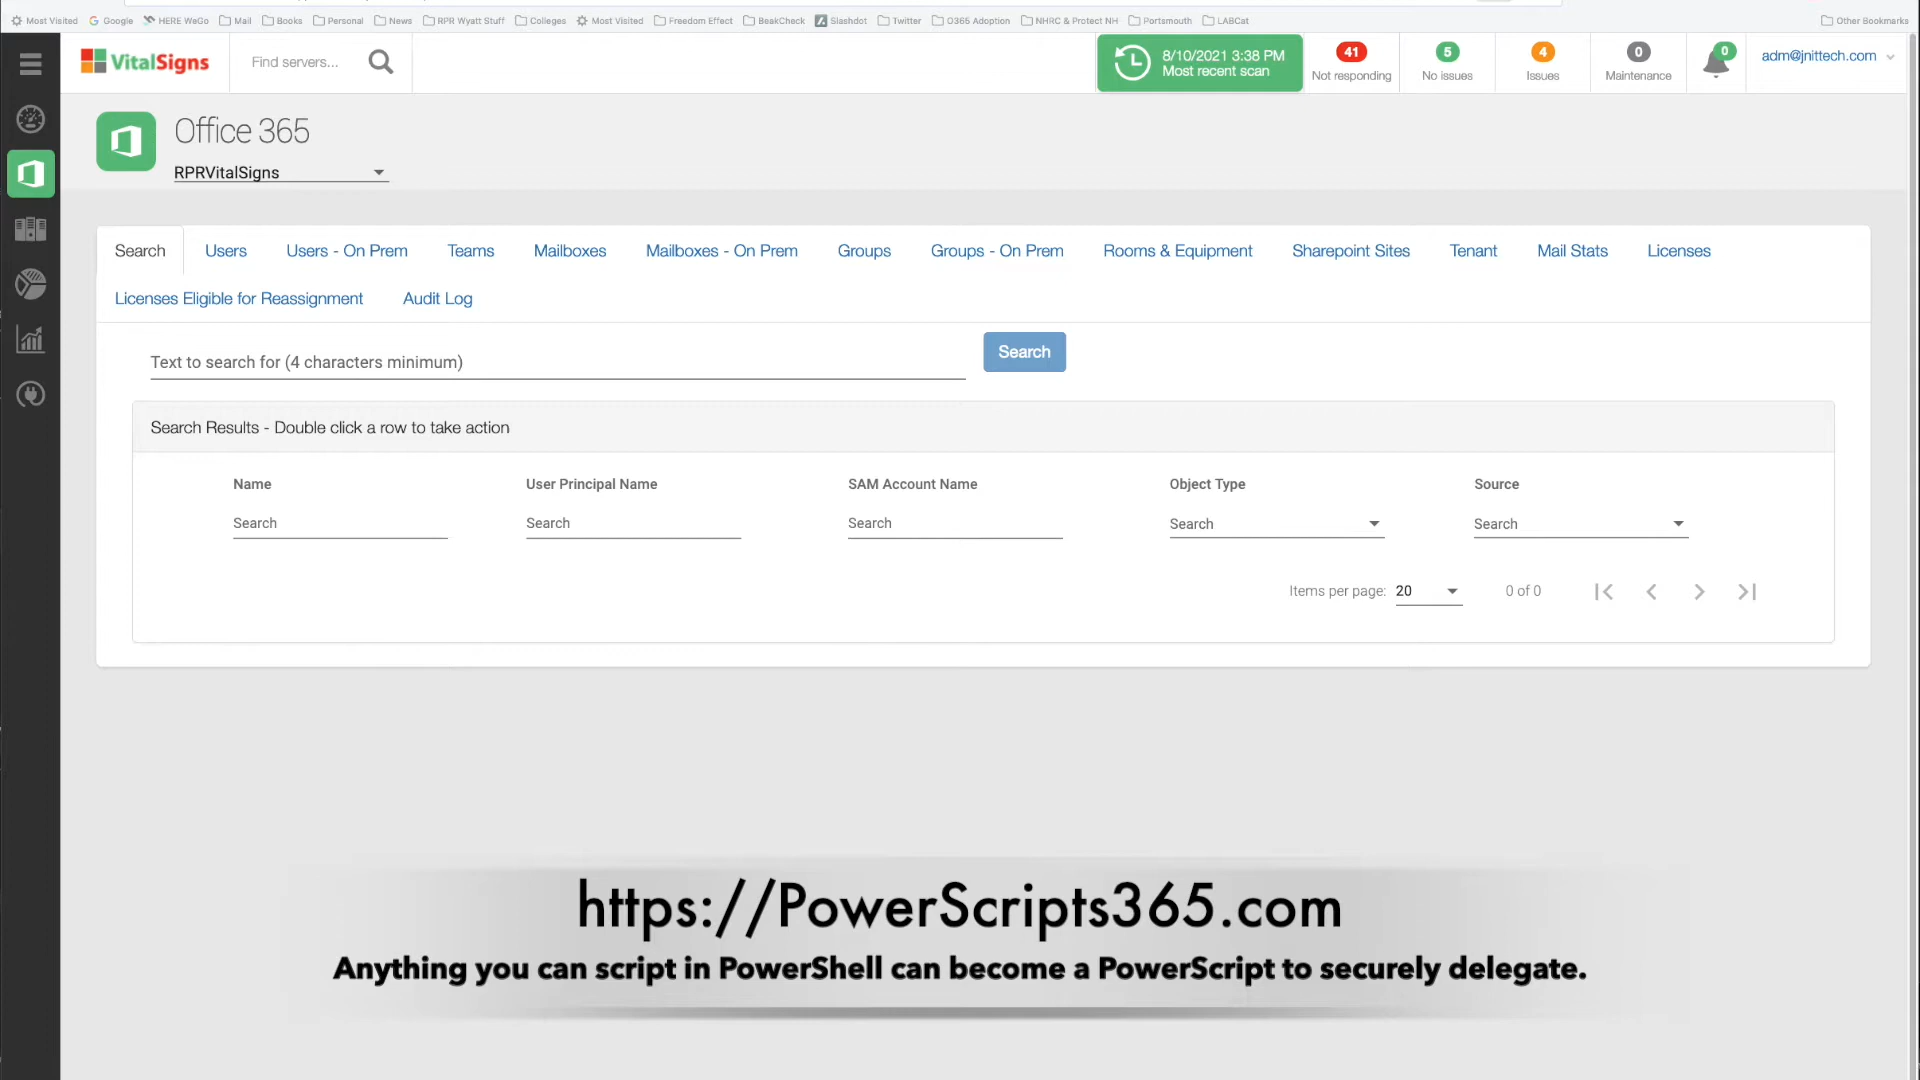 Most Visited Google HERE WeGo Mail Books Personal News RPR Wyatt Stuff Colleges Most Visited Freedom Effect BeakCheck Slashdot Twitter O365 Adoption NHRC & Protect NH Portsmouth LABCat Other Bookmarks
VitalSigns Find servers... 8/10/2021 3:38 PM 41 5 4 0 0 adm@jnittech.com
Most recent scan Not responding No issues Issues Maintenance
Office 365
RPRVitalSigns
Search Users Users - On Prem Teams Mailboxes Mailboxes - On Prem Groups Groups - On Prem Rooms & Equipment Sharepoint Sites Tenant Mail Stats Licenses
Licenses Eligible for Reassignment Audit Log
Text to search for (4 characters minimum) Search
Search Results - Double click a row to take action
Name User Principal Name SAM Account Name Object Type Source
Search Search Search Search Search
Items per page: 20 0 of 0
https://PowerScripts365.com
Anything you can script in PowerShell can become a PowerScript to securely delegate.